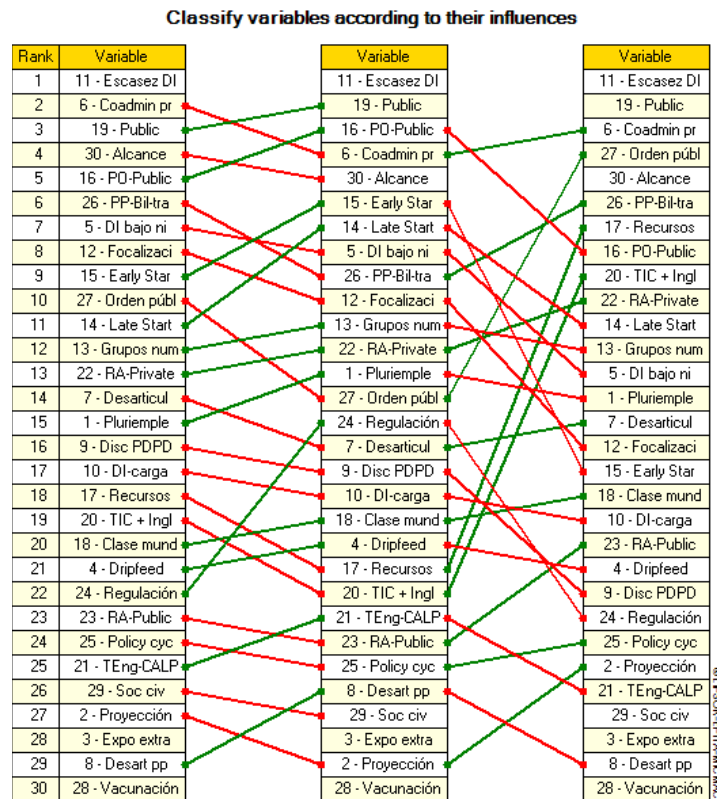 Classify variables according to their influences
Rank Variable Variable Variable
1 11 - Escasez DI 11 - Escasez DI 11 - Escasez DI
2 6 - Coadmin pr 19 - Public 19 - Public
3 19 - Public 16 - PO-Public 6 - Coadmin pr
4 30 - Alcance 6 - Coadmin pr 27 - Orden públ
5 16 - PO-Public 30 - Alcance 30 - Alcance
6 26 - PP-Bil-tra 15 - Early Star 26 - PP-Bil-tra
7 5 - DI bajo ni 14 - Late Start 17 - Recursos
8 12 - Focalizaci 5 - DI bajo ni 16 - PO-Public
9 15 - Early Star 26 - PP-Bil-tra 20 - TIC + Ingl
10 27 - Orden públ 12 - Focalizaci 22 - RA-Private
11 14 - Late Start 13 - Grupos num 14 - Late Start
12 13 - Grupos num 22 - RA-Private 13 - Grupos num
13 22 - RA-Private 1 - Pluriemple 5 - DI bajo ni
14 7 - Desarticul 27 - Orden públ 1 - Pluriemple
15 1 - Pluriemple 24 - Regulación 7 - Desarticul
16 9 - Disc PDPD 7 - Desarticul 12 - Focalizaci
17 10 - DI-carga 9 - Disc PDPD 15 - Early Star
18 17 - Recursos 10 - DI-carga 18 - Clase mund
19 20 - TIC + Ingl 18 - Clase mund 10 - DI-carga
20 18 - Clase mund 4 - Dripfeed 23 - RA-Public
21 4 - Dripfeed 17 - Recursos 4 - Dripfeed
22 24 - Regulación 20 - TIC + Ingl 9 - Disc PDPD
23 23 - RA-Public 21 - TEng-CALP 24 - Regulación
24 25 - Policy cyc 23 - RA-Public 25 - Policy cyc
25 21 - TEng-CALP 25 - Policy cyc 2 - Proyección
26 29 - Soc civ 8 - Desart pp 21 - TEng-CALP
27 2 - Proyección 29 - Soc civ 29 - Soc civ
28 3 - Expo extra 3 - Expo extra 3 - Expo extra
29 8 - Desart pp 2 - Proyección 8 - Desart pp
30 28 - Vacunación 28 - Vacunación 28 - Vacunación